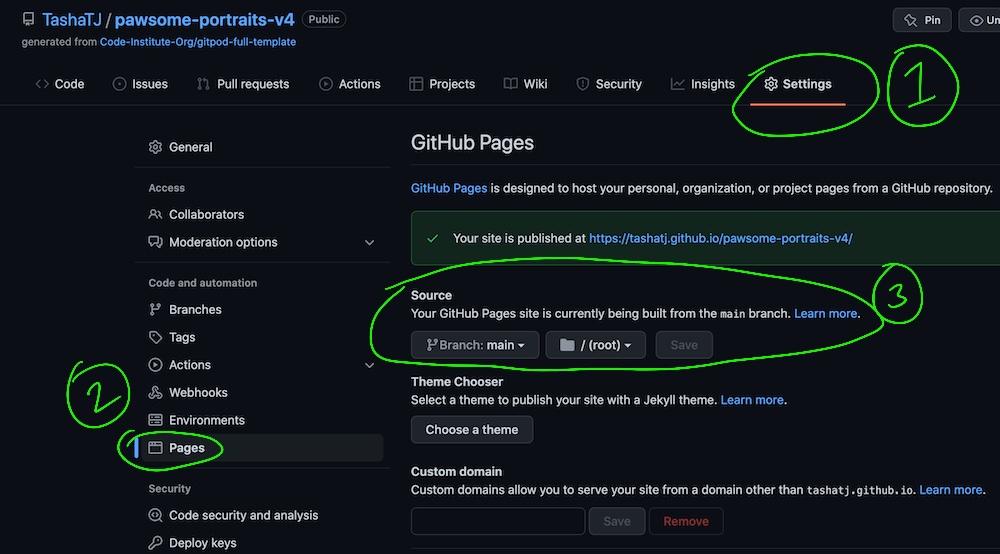 TashaTJ / pawsome-portraits-v4 Public
Pin
generated from Code-Institute-Org/gitpod-full-template
Code Issues Pull requests Actions Projects Wiki Security Insights Settings
1
General
Access
Collaborators
Moderation options
Code and automation
Branches
Tags
Actions
Webhooks
Environments
Pages
2
Security
Code security and analysis
Deploy keys
GitHub Pages
GitHub Pages is designed to host your personal, organization, or project pages from a GitHub repository.
Your site is published at https://tashatj.github.io/pawsome-portraits-v4/
3
Source
Your GitHub Pages site is currently being built from the main branch. Learn more.
Branch: main / (root) Save
Theme Chooser
Select a theme to publish your site with a Jekyll theme. Learn more.
Choose a theme
Custom domain
Custom domains allow you to serve your site from a domain other than tashatj.github.io. Learn more.
Save Remove